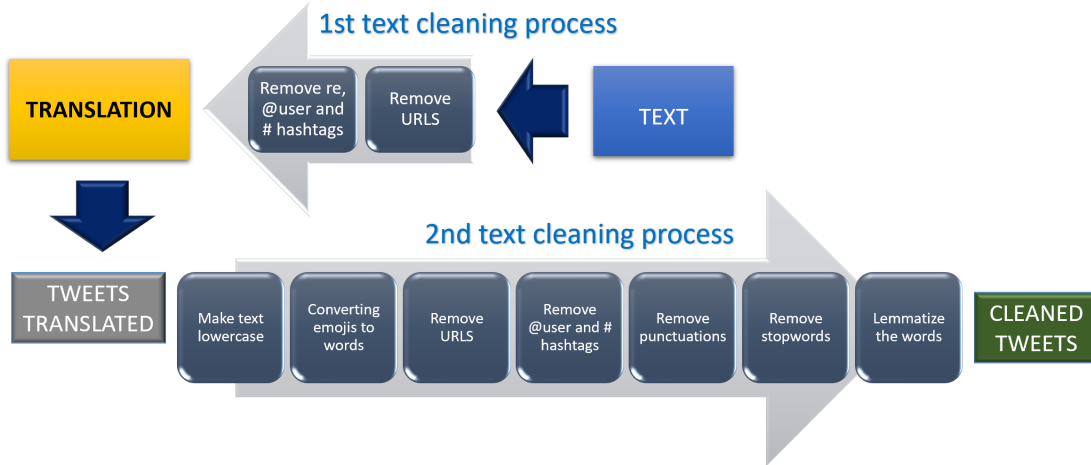 1st text cleaning process
TRANSLATION
Remove re,
@user and
# hashtags
Remove
URLS
TEXT
2nd text cleaning process
TWEETS
TRANSLATED
Make text
lowercase
Converting
emojis to
words
Remove
URLS
Remove
@user and #
hashtags
Remove
punctuations
Remove
stopwords
Lemmatize
the words
CLEANED
TWEETS